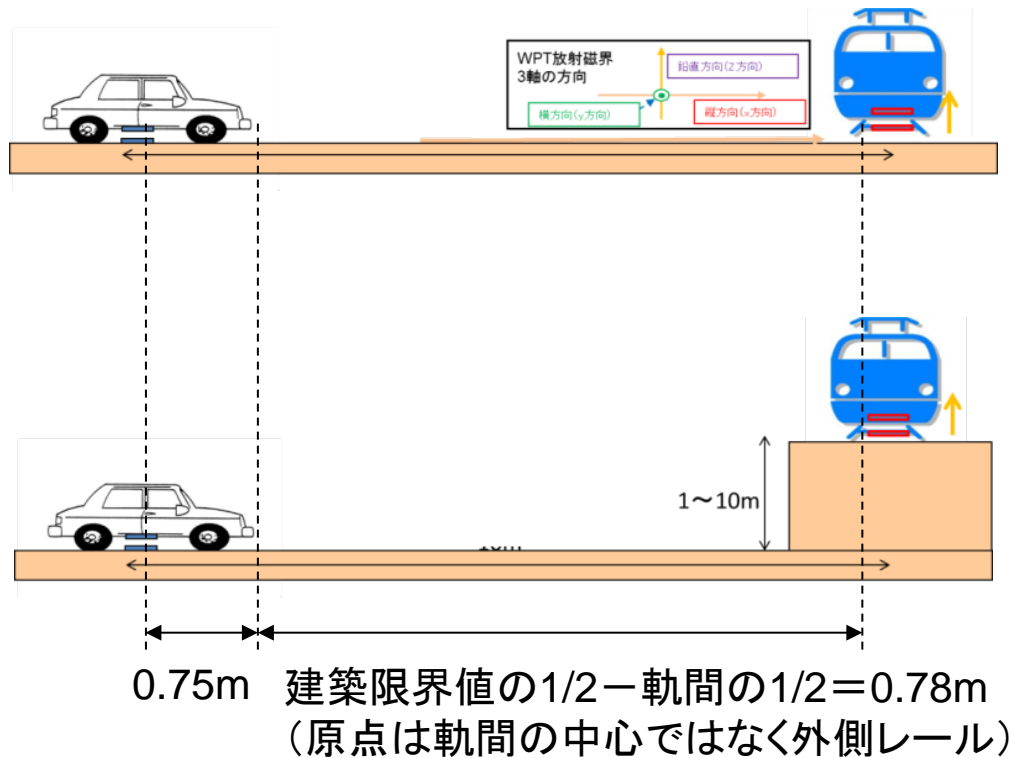 WPT放射磁界
3軸の方向
鉛直方向(Z方向)
横方向(y方向)
縦方向(x方向)
1～10m
0.75m
建築限界値の1/2－軌間の1/2＝0.78m
（原点は軌間の中心ではなく外側レール）